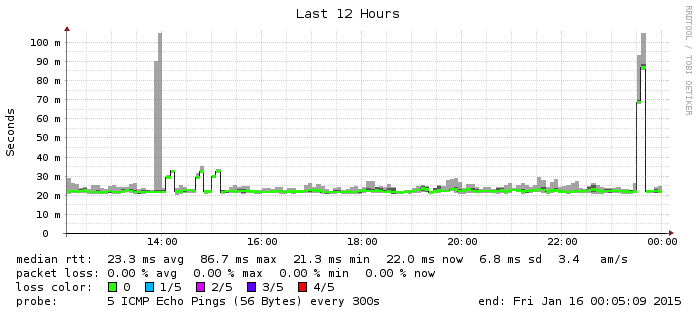 Last 12 Hours
RRDTOOL / TOBI OETIKER
Seconds
100 m
90 m
80 m
70 m
60 m
50 m
40 m
30 m
20 m
10 m
0
14:00 16:00 18:00 20:00 22:00 00:00
median rtt: 23.3 ms avg 86.7 ms max 21.3 ms min 22.0 ms now 6.8 ms sd 3.4 am/s
packet loss: 0.00 % avg 0.00 % max 0.00 % min 0.00 % now
loss color: 0 1/5 2/5 3/5 4/5
probe: 5 ICMP Echo Pings (56 Bytes) every 300s end: Fri Jan 16 00:05:09 2015